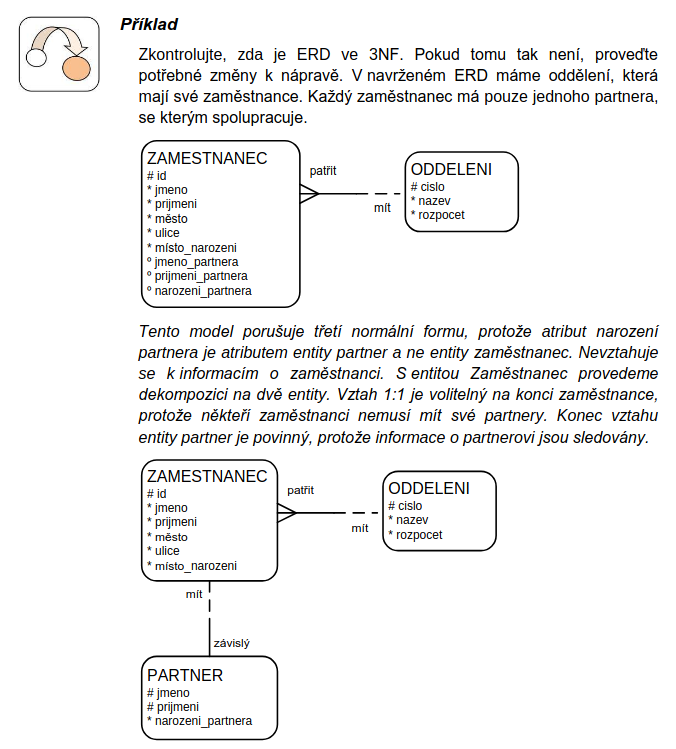 Příklad
Zkontrolujte, zda je ERD ve 3NF. Pokud tomu tak není, proveďte
potřebné změny k nápravě. V navrženém ERD máme oddělení, která
mají své zaměstnance. Každý zaměstnanec má pouze jednoho partnera,
se kterým spolupracuje.
ZAMESTNANEC
# id
* jmeno
* prijmeni
* město
* ulice
* místo_narozeni
º jmeno_partnera
º prijmeni_partnera
º narozeni_partnera
patřit
mít
ODDELENI
# cislo
* nazev
* rozpocet
Tento model porušuje třetí normální formu, protože atribut narození
partnera je atributem entity partner a ne entity zaměstnanec. Nevztahuje
se k informacím o zaměstnanci. S entitou Zaměstnanec provedeme
dekompozici na dvě entity. Vztah 1:1 je volitelný na konci zaměstnance,
protože někteří zaměstnanci nemusí mít své partnery. Konec vztahu
entity partner je povinný, protože informace o partnerovi jsou sledovány.
ZAMESTNANEC
# id
* jmeno
* prijmeni
* město
* ulice
* místo_narozeni
patřit
mít
ODDELENI
# cislo
* nazev
* rozpocet
mít
závislý
PARTNER
# jmeno
# prijmeni
* narozeni_partnera